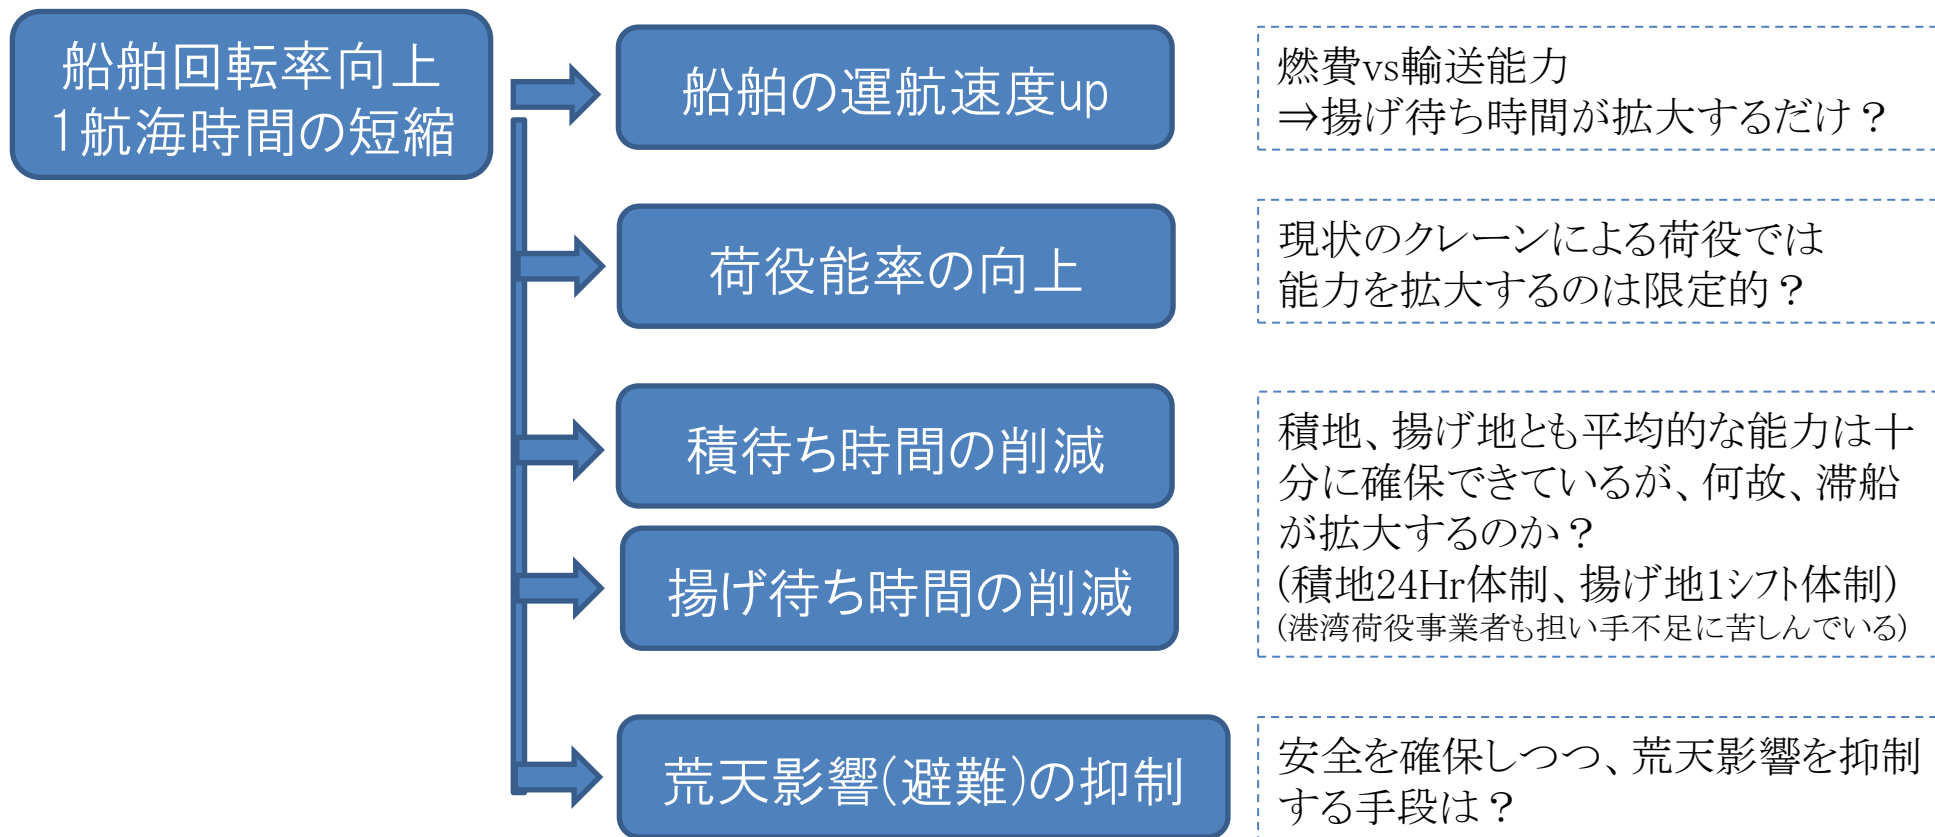 船舶回転率向上
1航海時間の短縮
船舶の運航速度up
燃費vs輸送能力
⇒揚げ待ち時間が拡大するだけ？
荷役能率の向上
現状のクレーンによる荷役では
能力を拡大するのは限定的？
積待ち時間の削減
揚げ待ち時間の削減
積地、揚げ地とも平均的な能力は十
分に確保できているが、何故、滞船
が拡大するのか？
(積地24Hr体制、揚げ地1シフト体制)
(港湾荷役事業者も担い手不足に苦しんでいる)
荒天影響(避難)の抑制
安全を確保しつつ、荒天影響を抑制
する手段は？